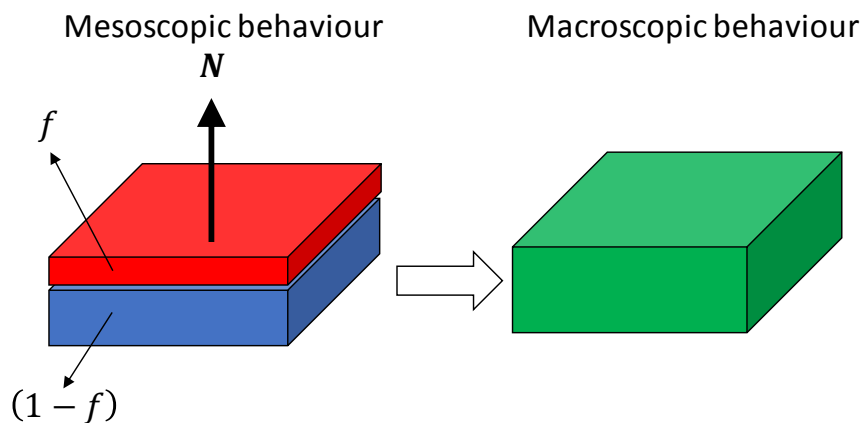 Mesoscopic behaviour
Macroscopic behaviour
N
f
(1 − f)